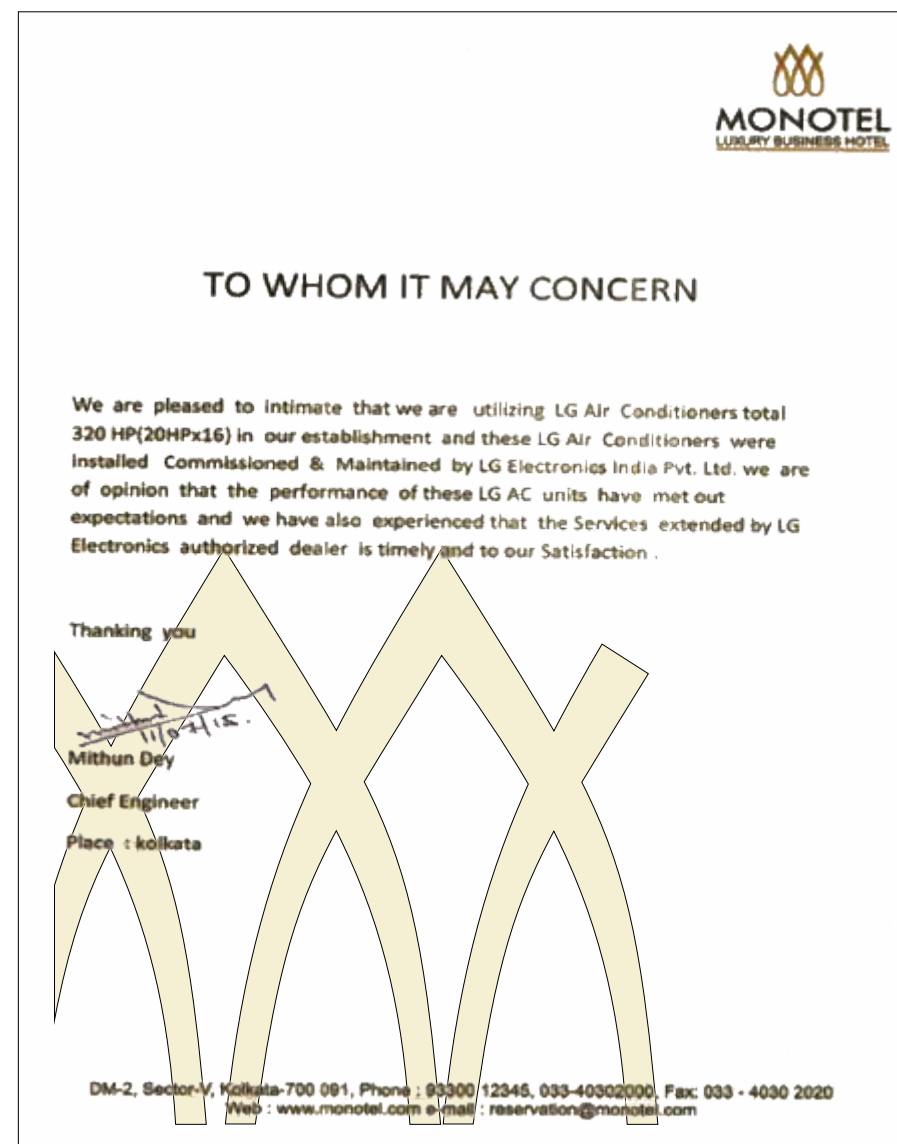 MONOTEL
LUXURY BUSINESS HOTEL
TO WHOM IT MAY CONCERN
We are pleased to intimate that we are utilizing LG Air Conditioners total
320 HP(20HPx16) in our establishment and these LG Air Conditioners were
Installed Commissioned & Maintained by LG Electronics India Pvt. Ltd. we are
of opinion that the performance of these LG AC units have met out
expectations and we have also experienced that the Services extended by LG
Electronics authorized dealer is timely and to our Satisfaction .
Thanking you
Mithun Dey
Chief Engineer
Place : kolkata
DM-2, Sector-V, Kolkata-700 091, Phone : 93300 12345, 033-40302000, Fax: 033 - 4030 2020
Web : www.monotel.com e-mail : reservation@monotel.com